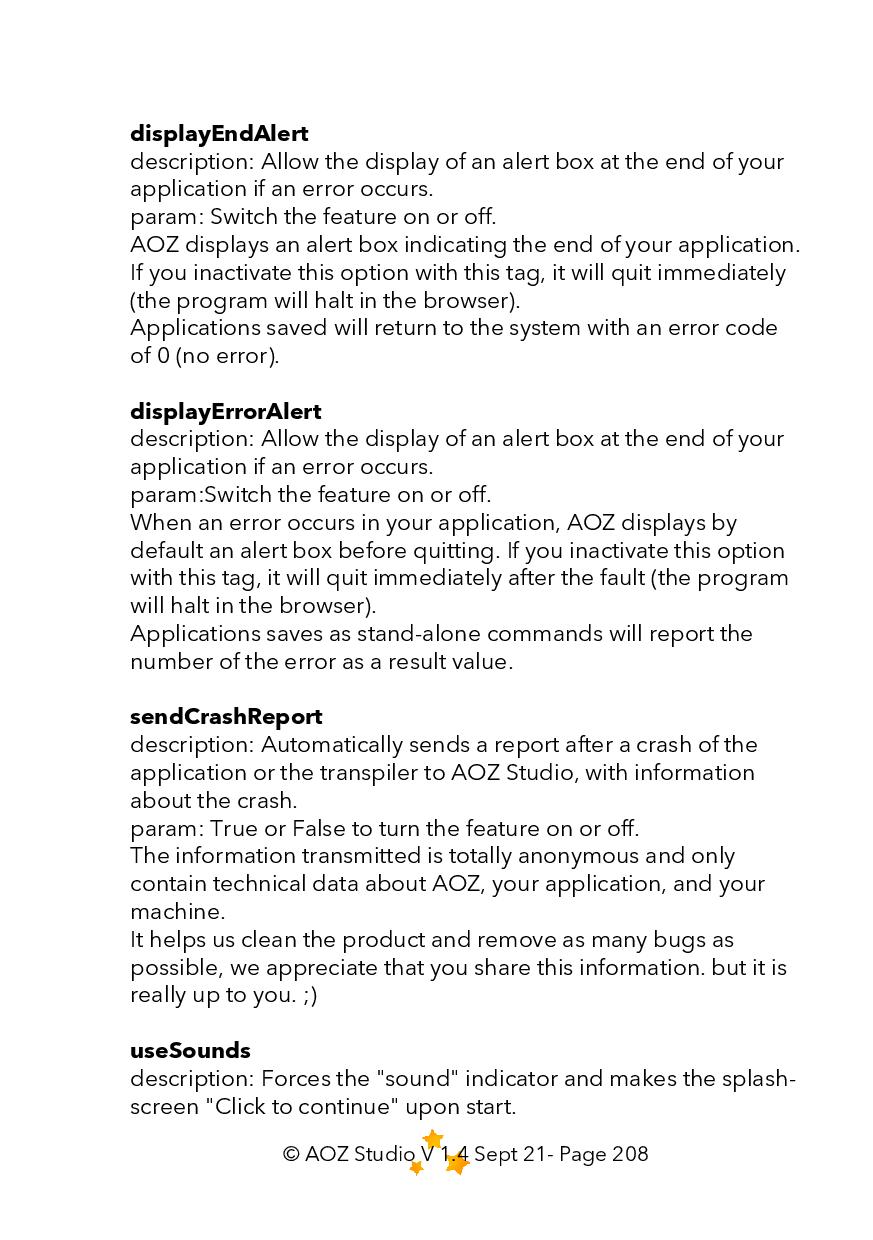 displayEndAlert
description: Allow the display of an alert box at the end of your
application if an error occurs.
param: Switch the feature on or off.
AOZ displays an alert box indicating the end of your application.
If you inactivate this option with this tag, it will quit immediately
(the program will halt in the browser).
Applications saved will return to the system with an error code
of 0 (no error).
displayErrorAlert
description: Allow the display of an alert box at the end of your
application if an error occurs.
param:Switch the feature on or off.
When an error occurs in your application, AOZ displays by
default an alert box before quitting. If you inactivate this option
with this tag, it will quit immediately after the fault (the program
will halt in the browser).
Applications saves as stand-alone commands will report the
number of the error as a result value.
sendCrashReport
description: Automatically sends a report after a crash of the
application or the transpiler to AOZ Studio, with information
about the crash.
param: True or False to turn the feature on or off.
The information transmitted is totally anonymous and only
contain technical data about AOZ, your application, and your
machine.
It helps us clean the product and remove as many bugs as
possible, we appreciate that you share this information. but it is
really up to you. ;)
useSounds
description: Forces the "sound" indicator and makes the splash-
screen "Click to continue" upon start.
© AOZ Studio V 1.4 Sept 21- Page 208